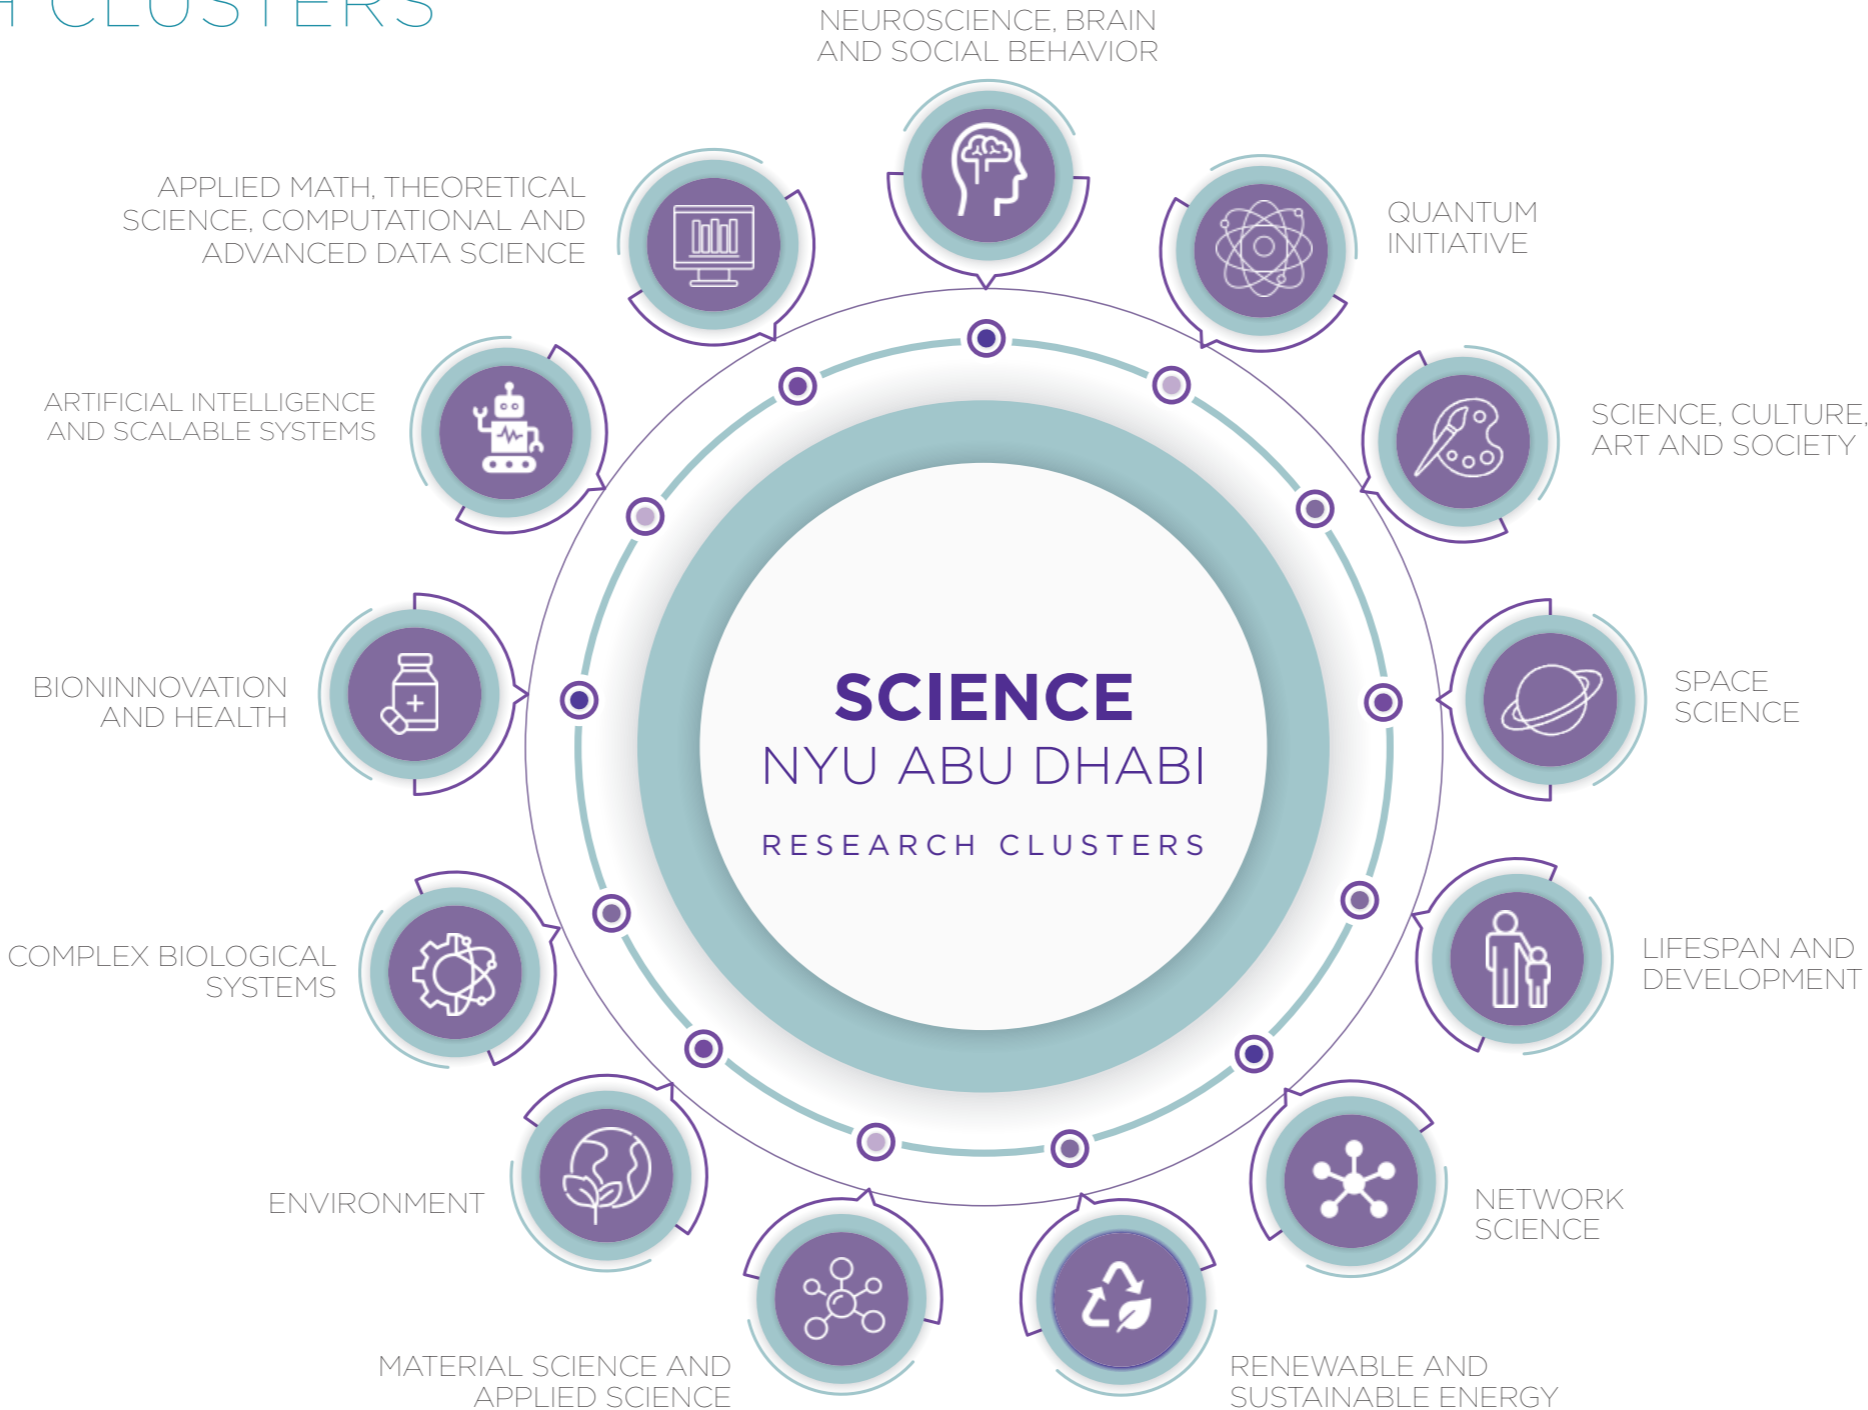 H CLUSTERS
NEUROSCIENCE, BRAIN
AND SOCIAL BEHAVIOR
APPLIED MATH, THEORETICAL
SCIENCE, COMPUTATIONAL AND
ADVANCED DATA SCIENCE
QUANTUM
INITIATIVE
ARTIFICIAL INTELLIGENCE
AND SCALABLE SYSTEMS
SCIENCE, CULTURE,
ART AND SOCIETY
BIONINNOVATION
AND HEALTH
SCIENCE
NYU ABU DHABI
RESEARCH CLUSTERS
SPACE
SCIENCE
COMPLEX BIOLOGICAL
SYSTEMS
LIFESPAN AND
DEVELOPMENT
ENVIRONMENT
NETWORK
SCIENCE
MATERIAL SCIENCE AND
APPLIED SCIENCE
RENEWABLE AND
SUSTAINABLE ENERGY